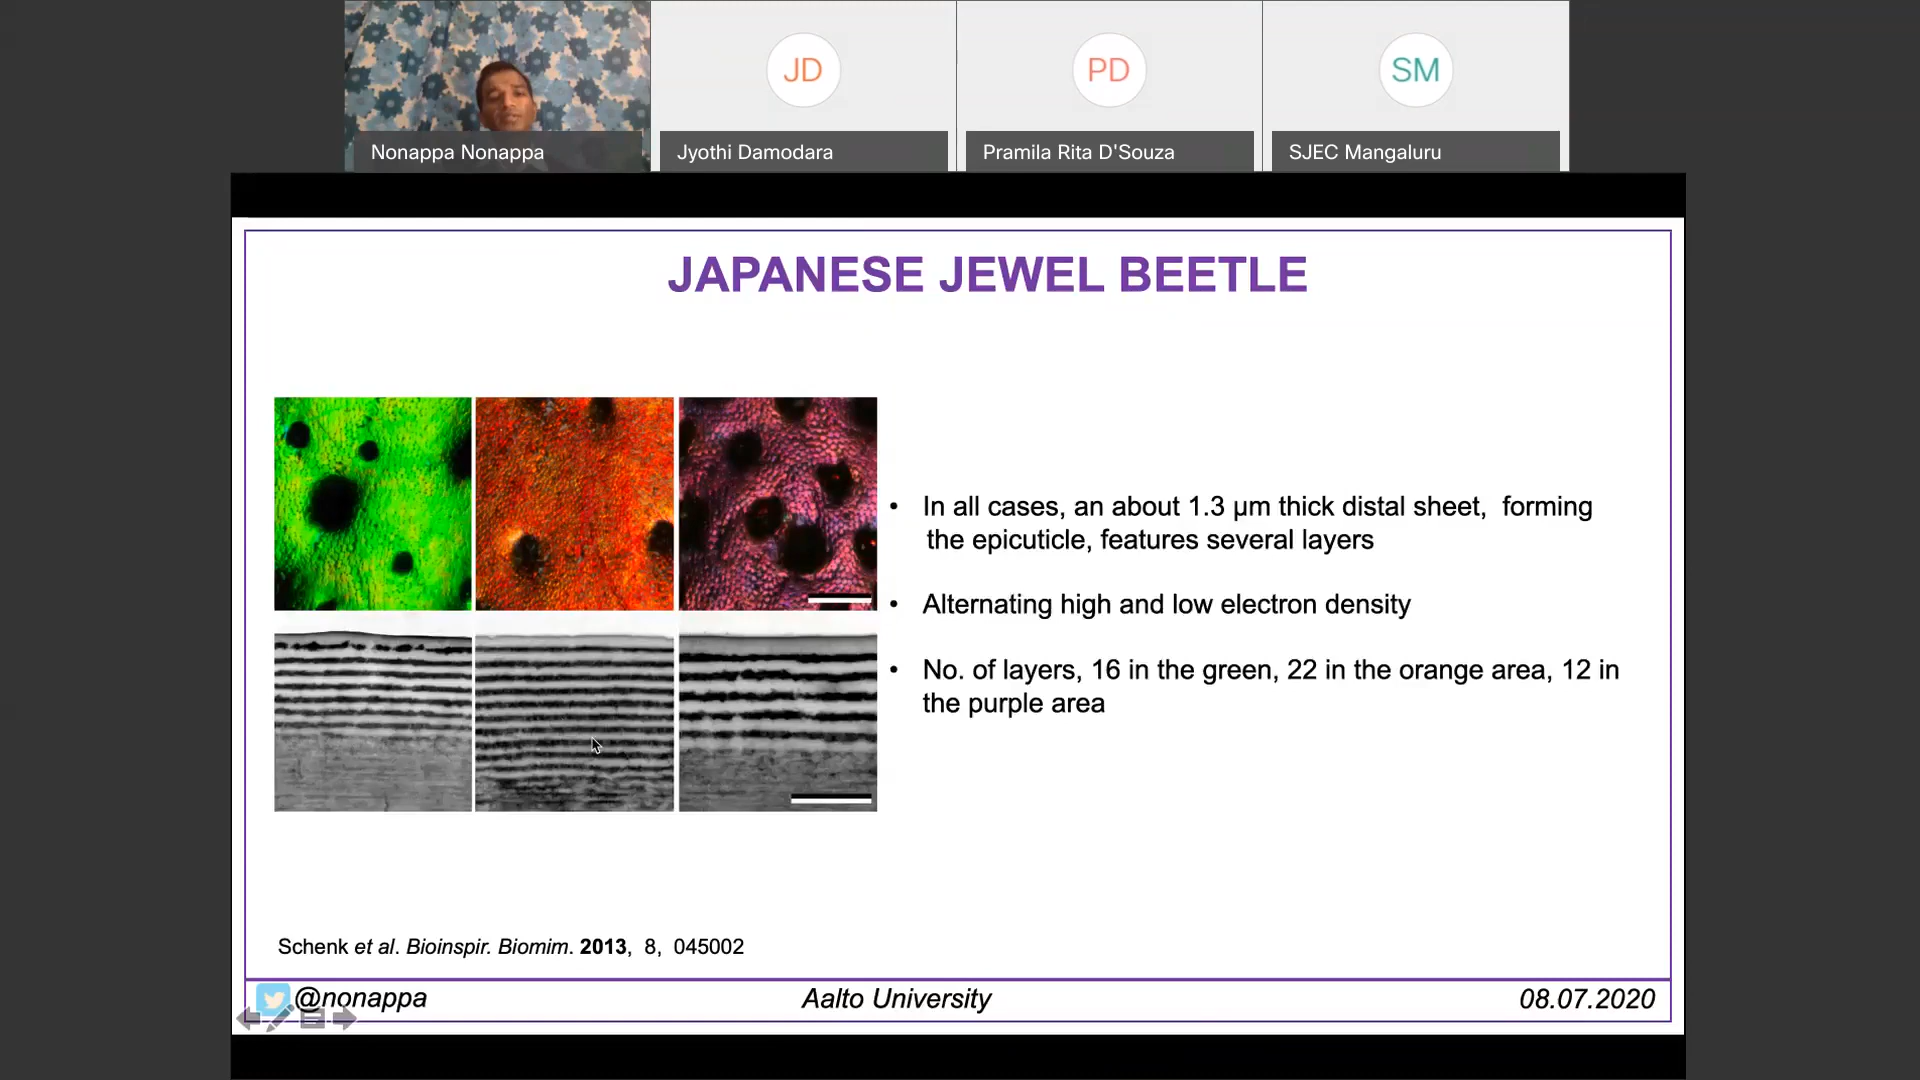 JD
PD
SM
Nonappa Nonappa
Jyothi Damodara
Pramila Rita D'Souza
SJEC Mangaluru
JAPANESE JEWEL BEETLE
• In all cases, an about 1.3 μm thick distal sheet, forming
the epicuticle, features several layers
• Alternating high and low electron density
• No. of layers, 16 in the green, 22 in the orange area, 12 in
the purple area
Schenk et al. Bioinspir. Biomim. 2013, 8, 045002
@nonappa
Aalto University
08.07.2020